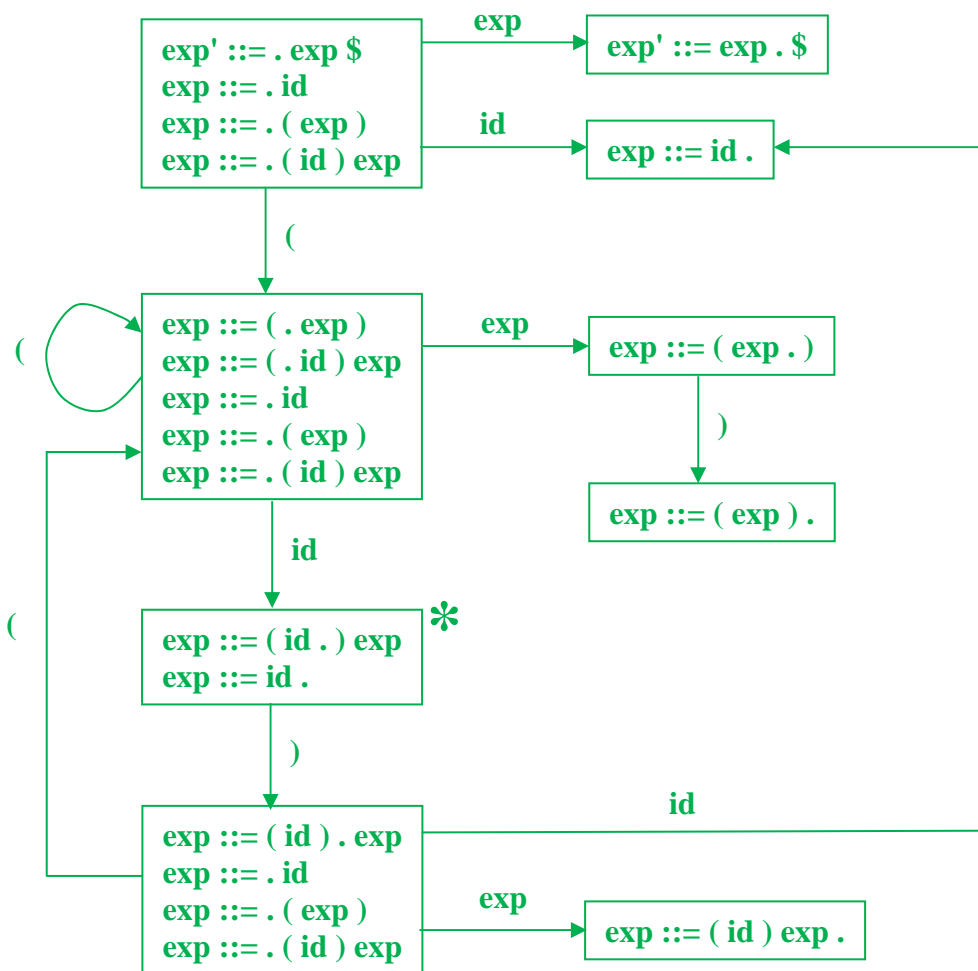 exp
exp' ::= . exp $
exp ::= . id
exp ::= . ( exp )
exp ::= . ( id ) exp
exp' ::= exp . $
id
exp ::= id .
(
(
exp ::= ( . exp )
exp ::= ( . id ) exp
exp ::= . id
exp ::= . ( exp )
exp ::= . ( id ) exp
exp
exp ::= ( exp . )
)
exp ::= ( exp ) .
id
(
exp ::= ( id . ) exp
exp ::= id .
*
)
exp ::= ( id ) . exp
exp ::= . id
exp ::= . ( exp )
exp ::= . ( id ) exp
id
exp
exp ::= ( id ) exp .